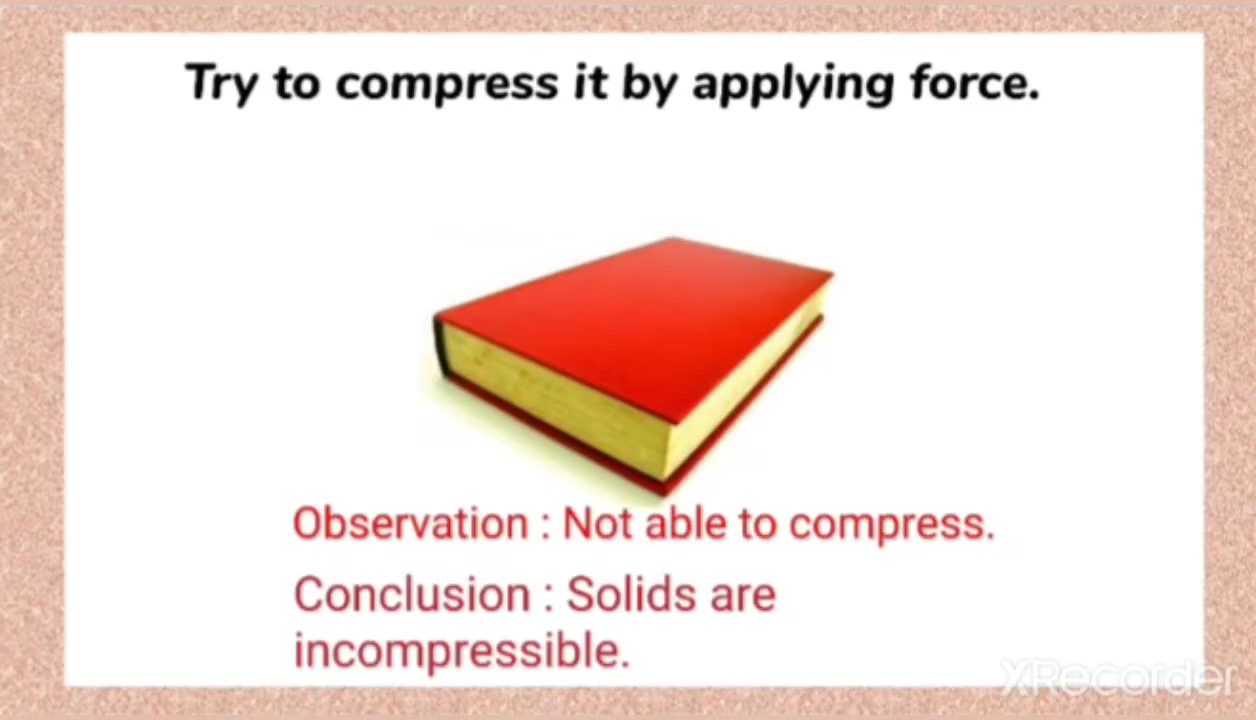 Try to compress it by applying force.
Observation : Not able to compress.
Conclusion : Solids are
incompressible.
XRecorder